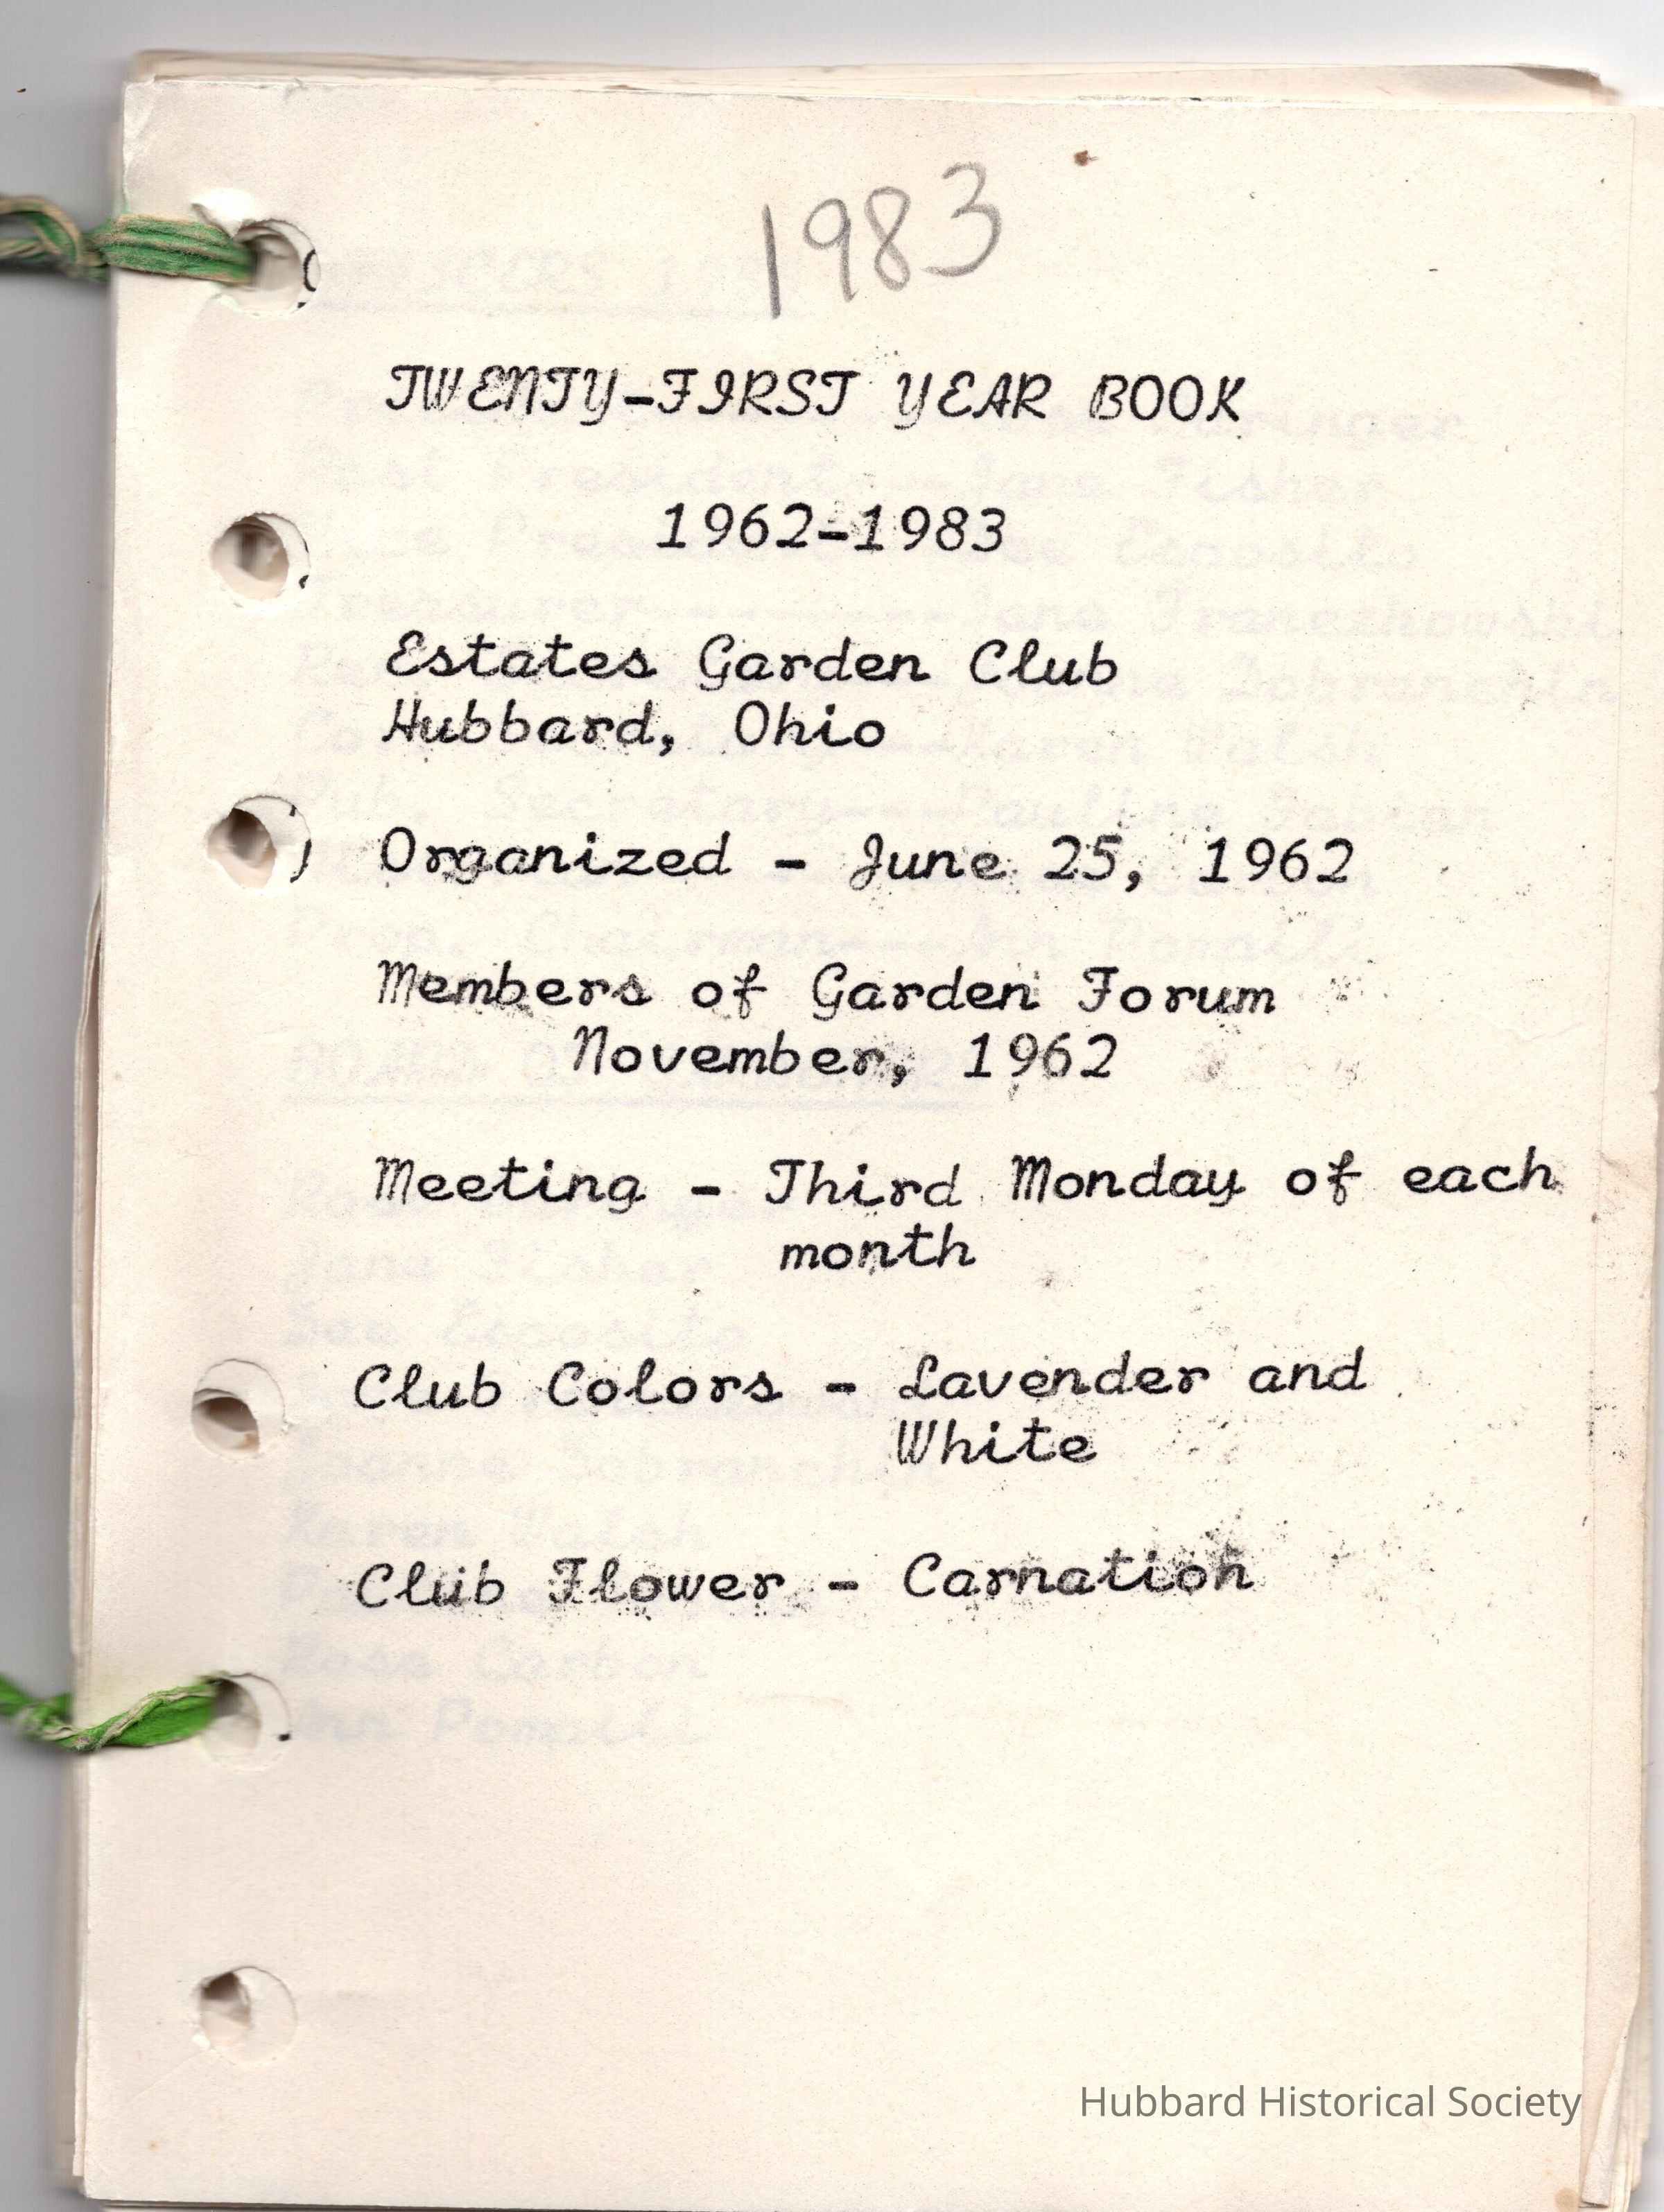 1983
TWENTY-FIRST YEAR BOOK
1962-1983
Estates Garden Club
Hubbard, Ohio
Organized - June 25, 1962
Members of Garden Forum
November, 1962
Meeting - Third Monday of each
month
Club Colors - Lavender and
White
Club Flower - Carnation
Hubbard Historical Society